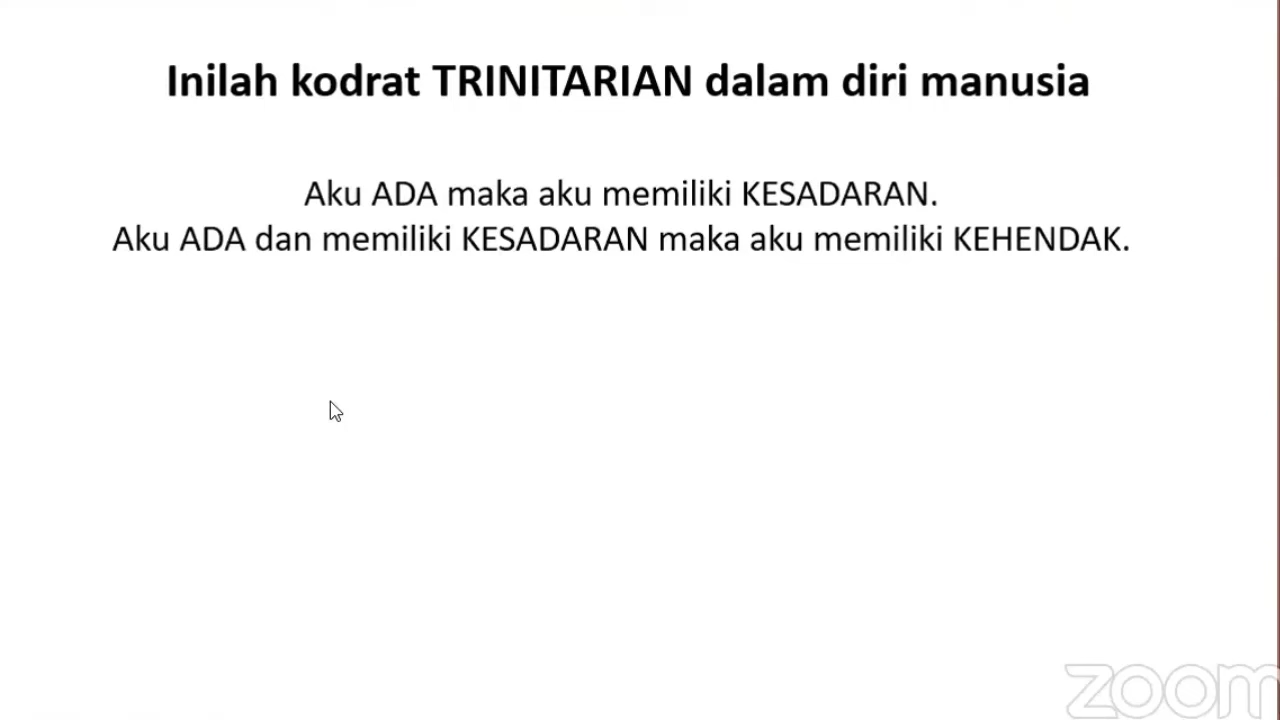 Inilah kodrat TRINITARIAN dalam diri manusia
Aku ADA maka aku memiliki KESADARAN.
Aku ADA dan memiliki KESADARAN maka aku memiliki KEHENDAK.
zoom